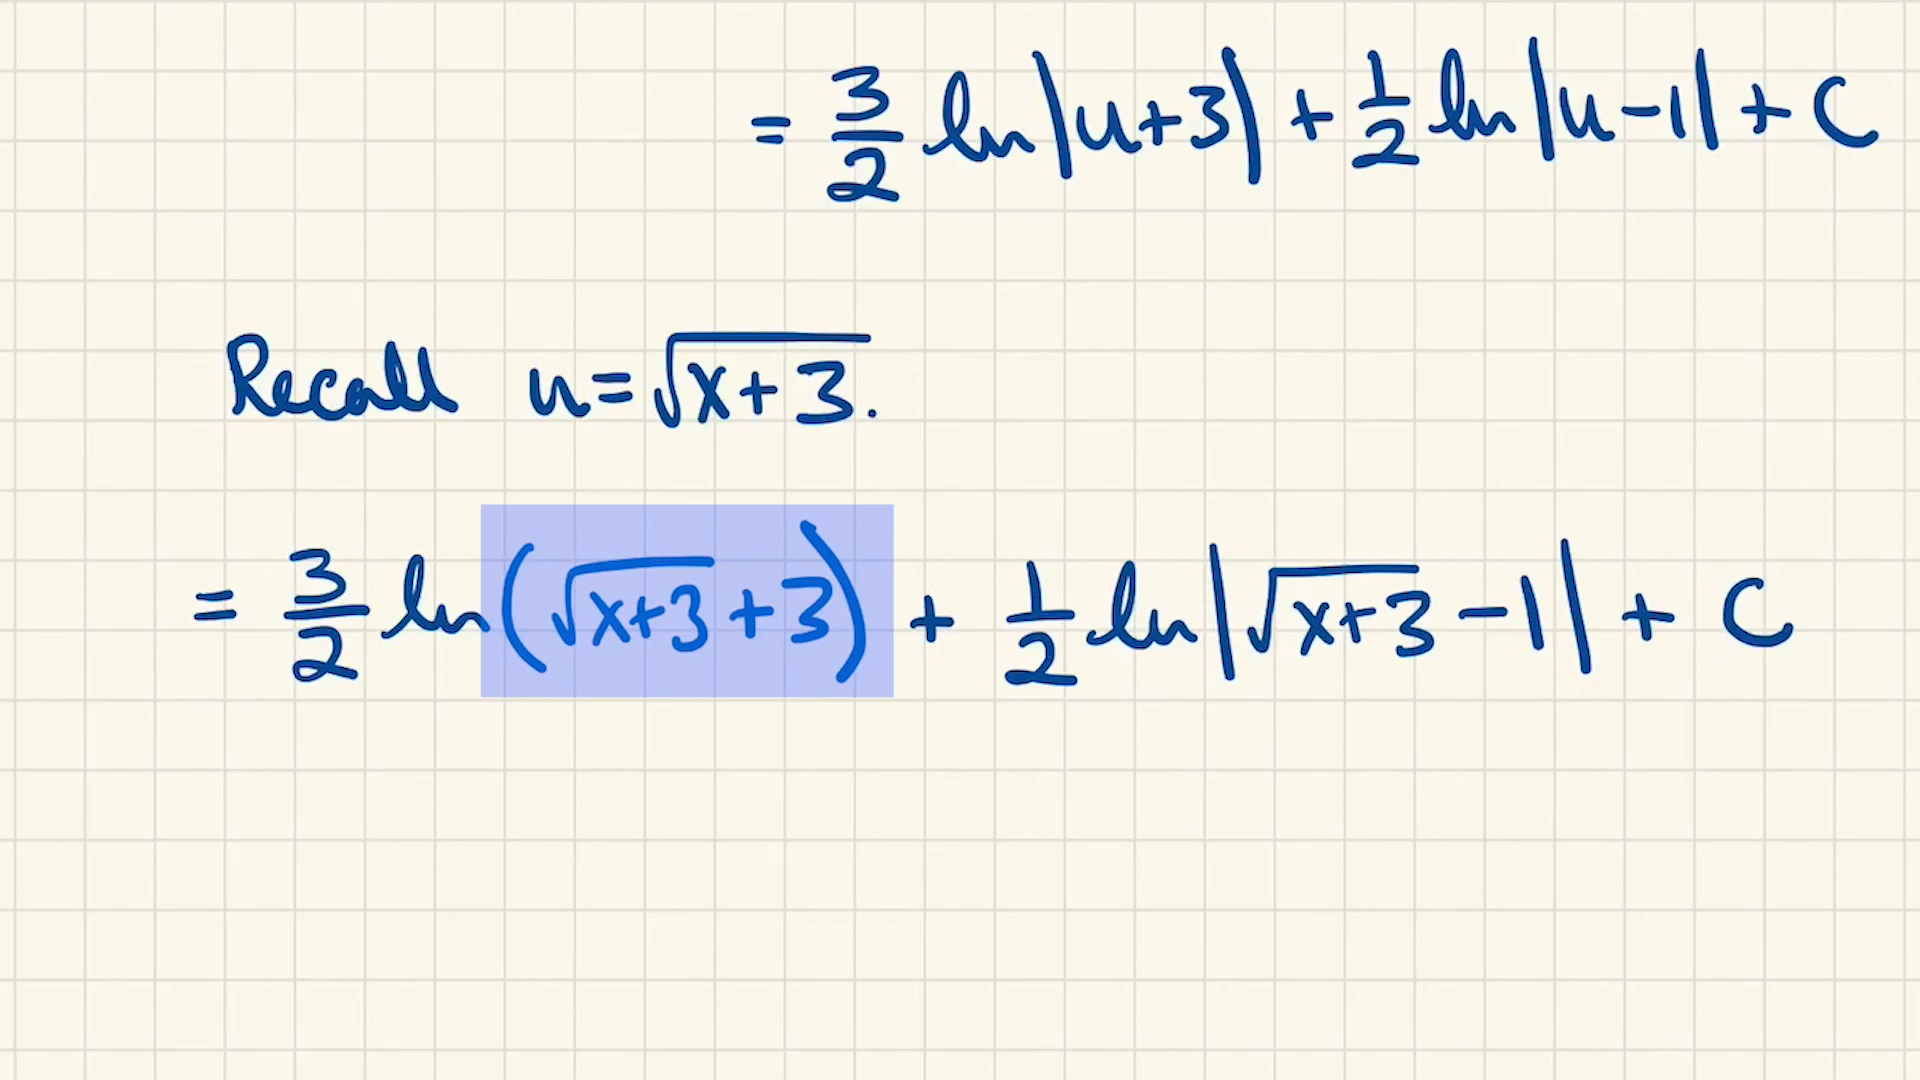 = 3/2 ln|u+3| + 1/2 ln|u-1| + C
Recall u=√(x+3).
= 3/2 ln(√(x+3) +3) + 1/2 ln|√(x+3) -1| + C